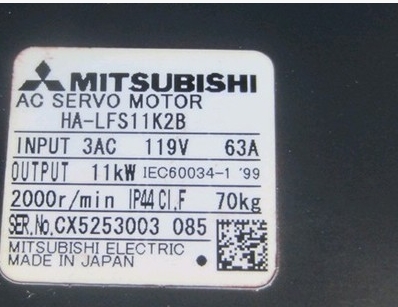 MITSUBISHI
AC SERVO MOTOR
HA-LFS11K2B
INPUT 3AC 119V 63A
OUTPUT 11kW IEC60034-1 '99
2000r/min IP44 CI.F 70kg
SER.No.CX5253003 085
MITSUBISHI ELECTRIC
MADE IN JAPAN